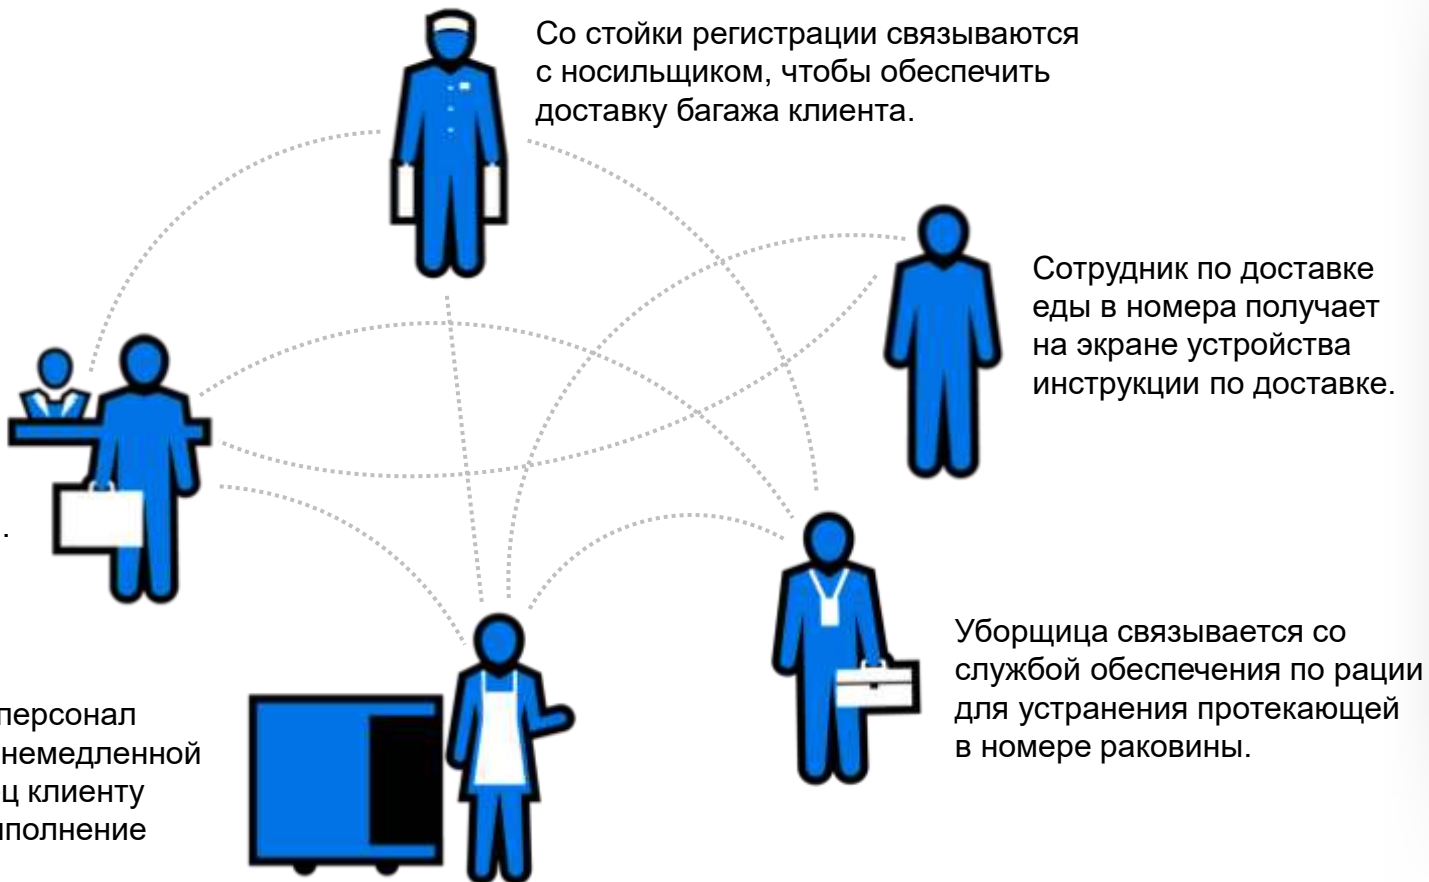 Со стойки регистрации связываются
с носильщиком, чтобы обеспечить
доставку багажа клиента.
Сотрудник по доставке
еды в номера получает
на экране устройства
инструкции по доставке.
.
Уборщица связывается со
службой обеспечения по рации
для устранения протекающей
в номере раковины.
персонал
немедленной
ц клиенту
полнение